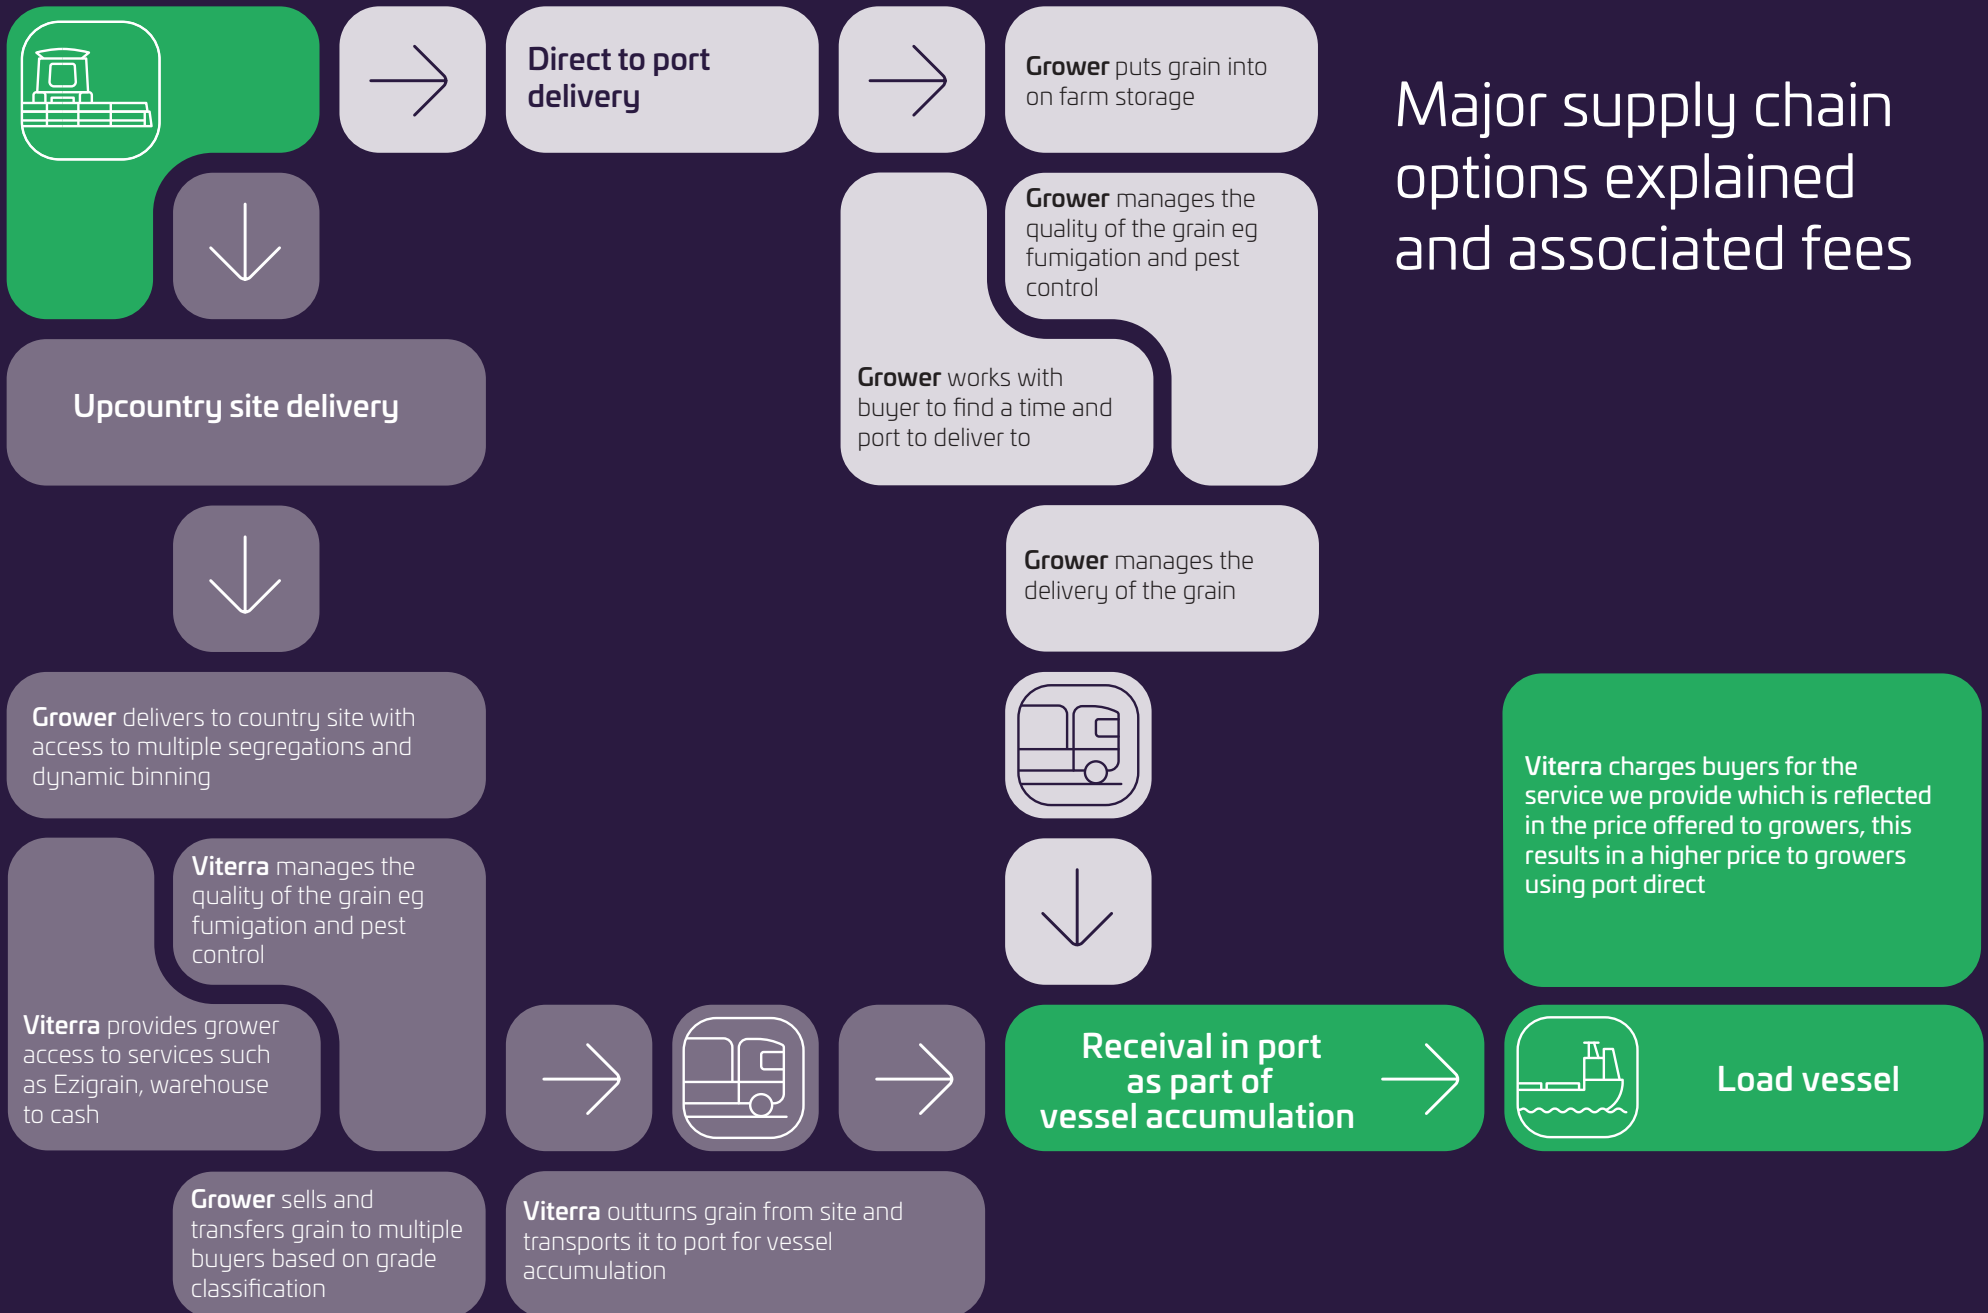 Major supply chain
options explained
and associated fees
Direct to port
delivery
Grower puts grain into
on farm storage
Grower manages the
quality of the grain eg
fumigation and pest
control
Grower works with
buyer to find a time and
port to deliver to
Grower manages the
delivery of the grain
Upcountry site delivery
Grower delivers to country site with
access to multiple segregations and
dynamic binning
Viterra manages the
quality of the grain eg
fumigation and pest
control
Viterra provides grower
access to services such
as Ezigrain, warehouse
to cash
Grower sells and
transfers grain to multiple
buyers based on grade
classification
Viterra outturns grain from site and
transports it to port for vessel
accumulation
Receival in port
as part of
vessel accumulation
Load vessel
Viterra charges buyers for the
service we provide which is reflected
in the price offered to growers, this
results in a higher price to growers
using port direct